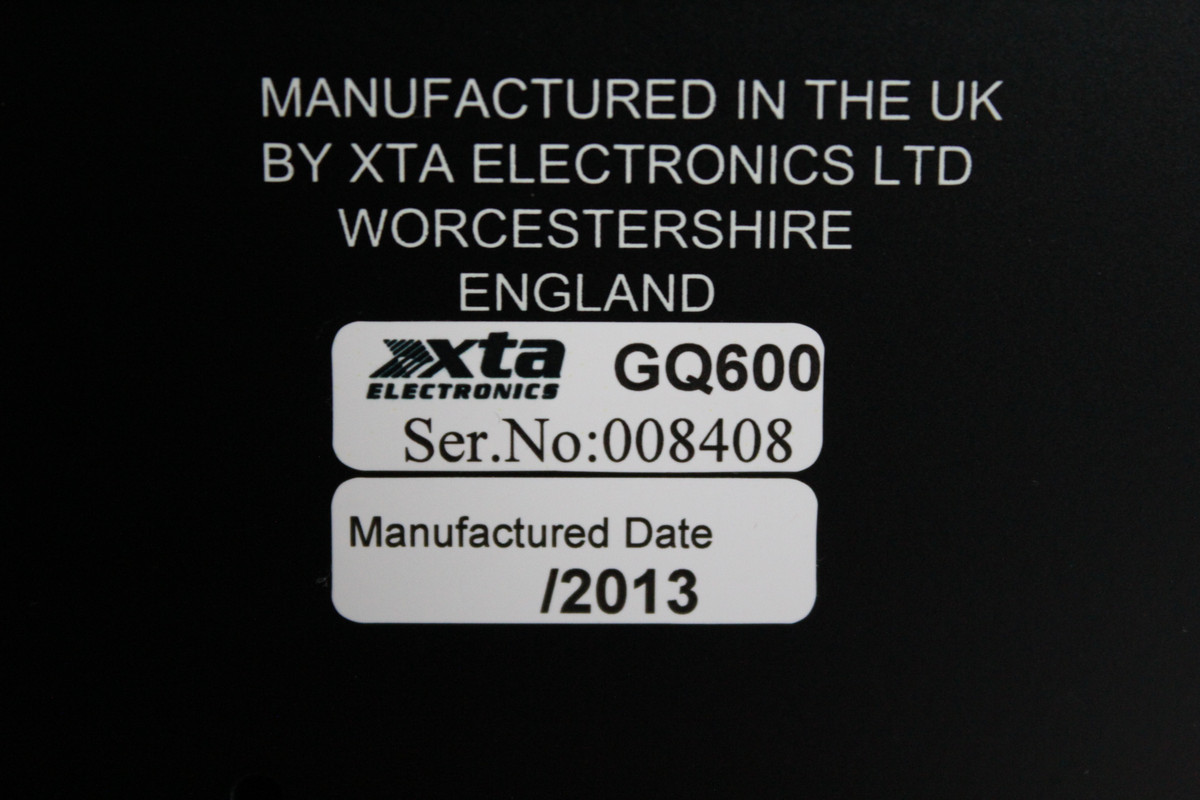 MANUFACTURED IN THE UK
BY XTA ELECTRONICS LTD
WORCESTERSHIRE
ENGLAND
xta ELECTRONICS GQ600
Ser.No:008408
Manufactured Date
/2013